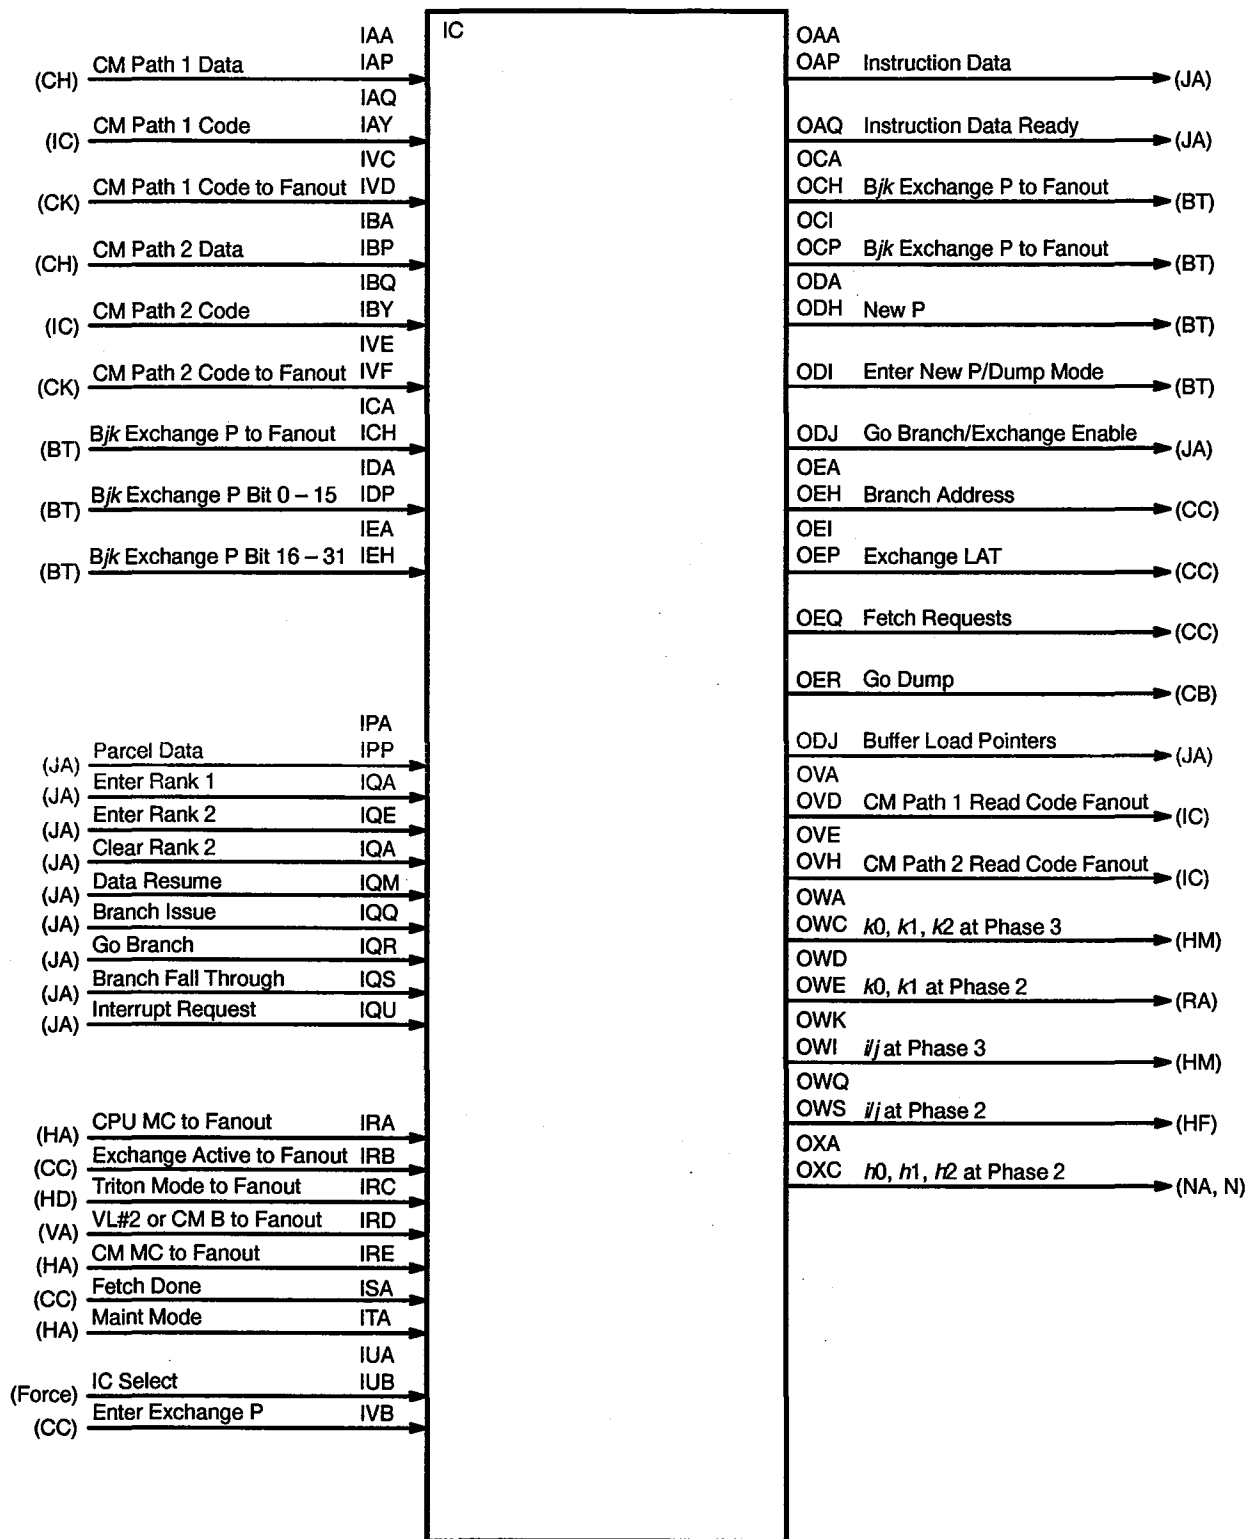 IC
IAA
(CH) CM Path 1 Data IAP
IAQ
(IC) CM Path 1 Code IAY
IVC
(CK) CM Path 1 Code to Fanout IVD
IBA
(CH) CM Path 2 Data IBP
IBQ
(IC) CM Path 2 Code IBY
IVE
(CK) CM Path 2 Code to Fanout IVF
ICA
(BT) Bjk Exchange P to Fanout ICH
IDA
(BT) Bjk Exchange P Bit 0 – 15 IDP
IEA
(BT) Bjk Exchange P Bit 16 – 31 IEH
IPA
(JA) Parcel Data IPP
(JA) Enter Rank 1 IQA
(JA) Enter Rank 2 IQE
(JA) Clear Rank 2 IQA
(JA) Data Resume IQM
(JA) Branch Issue IQQ
(JA) Go Branch IQR
(JA) Branch Fall Through IQS
(JA) Interrupt Request IQU
(HA) CPU MC to Fanout IRA
(CC) Exchange Active to Fanout IRB
(HD) Triton Mode to Fanout IRC
(VA) VL#2 or CM B to Fanout IRD
(HA) CM MC to Fanout IRE
(CC) Fetch Done ISA
(HA) Maint Mode ITA
IUA
(Force) IC Select IUB
(CC) Enter Exchange P IVB
OAA
OAP Instruction Data (JA)
OAQ Instruction Data Ready (JA)
OCA
OCH Bjk Exchange P to Fanout (BT)
OCI
OCP Bjk Exchange P to Fanout (BT)
ODA
ODH New P (BT)
ODI Enter New P/Dump Mode (BT)
ODJ Go Branch/Exchange Enable (JA)
OEA
OEH Branch Address (CC)
OEI
OEP Exchange LAT (CC)
OEQ Fetch Requests (CC)
OER Go Dump (CB)
ODJ Buffer Load Pointers (JA)
OVA
OVD CM Path 1 Read Code Fanout (IC)
OVE
OVH CM Path 2 Read Code Fanout (IC)
OWA
OWC k0, k1, k2 at Phase 3 (HM)
OWD
OWE k0, k1 at Phase 2 (RA)
OWK
OWI i/j at Phase 3 (HM)
OWQ
OWS i/j at Phase 2 (HF)
OXA
OXC h0, h1, h2 at Phase 2 (NA, N)